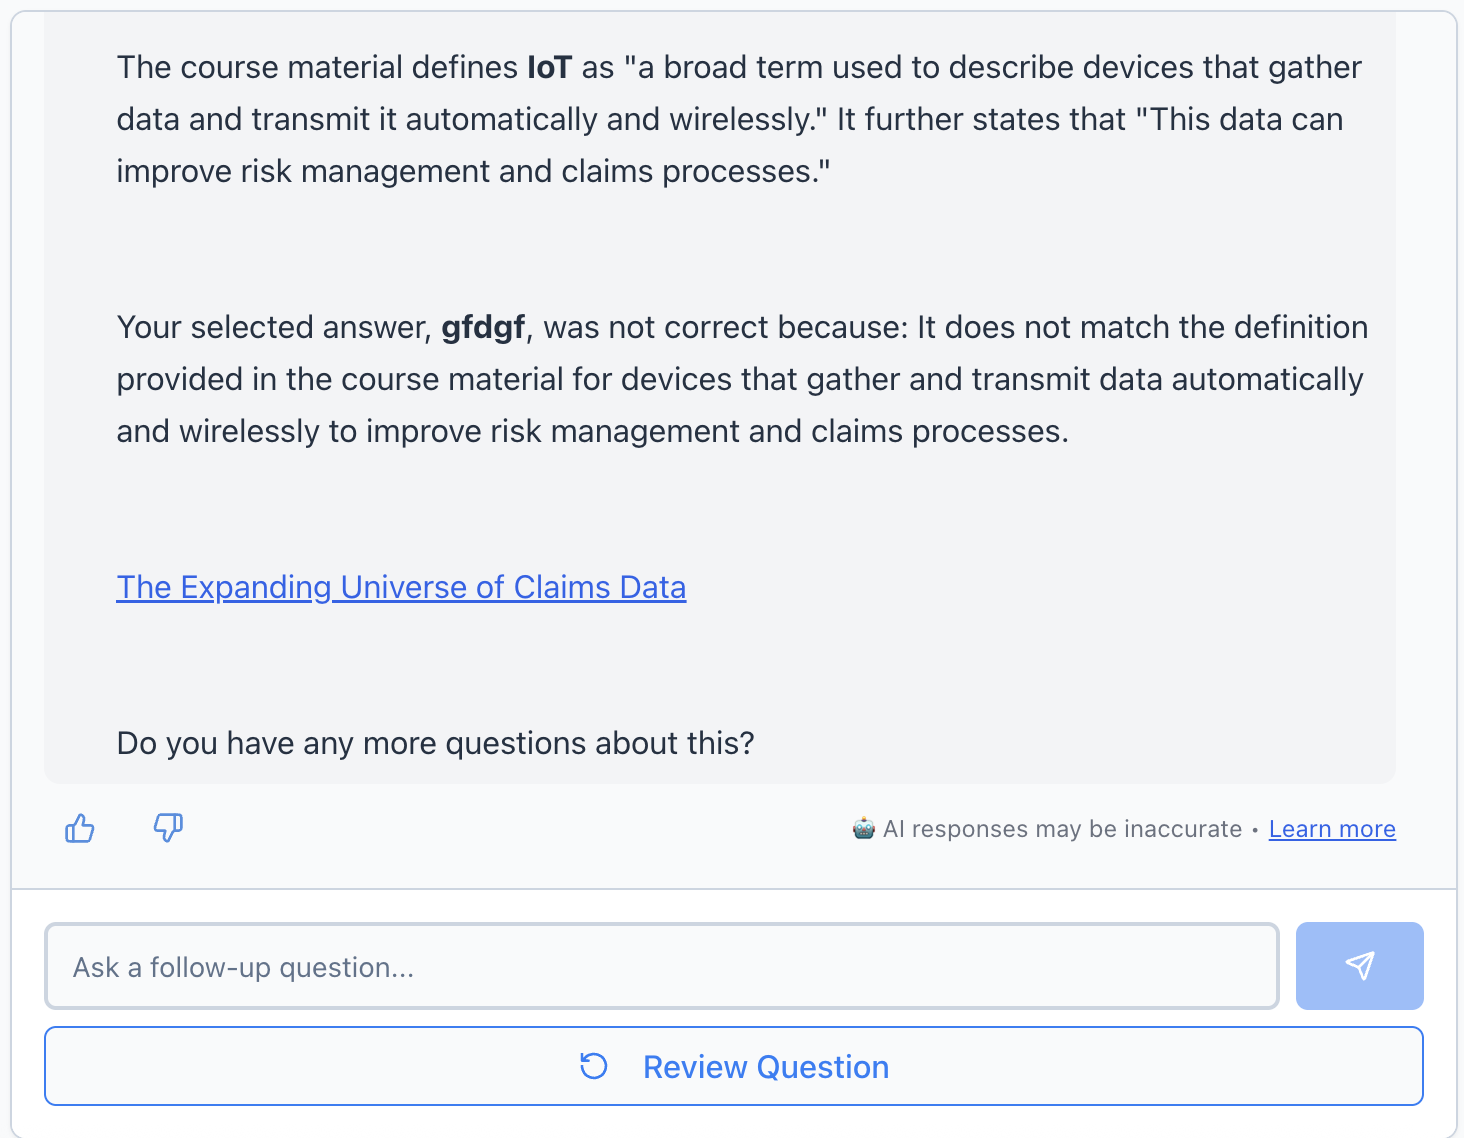 The course material defines IoT as "a broad term used to describe devices that gather
data and transmit it automatically and wirelessly." It further states that "This data can
improve risk management and claims processes."
Your selected answer, gfdgf, was not correct because: It does not match the definition
provided in the course material for devices that gather and transmit data automatically
and wirelessly to improve risk management and claims processes.
The Expanding Universe of Claims Data
Do you have any more questions about this?
🤖 AI responses may be inaccurate • Learn more
Ask a follow-up question...
Review Question